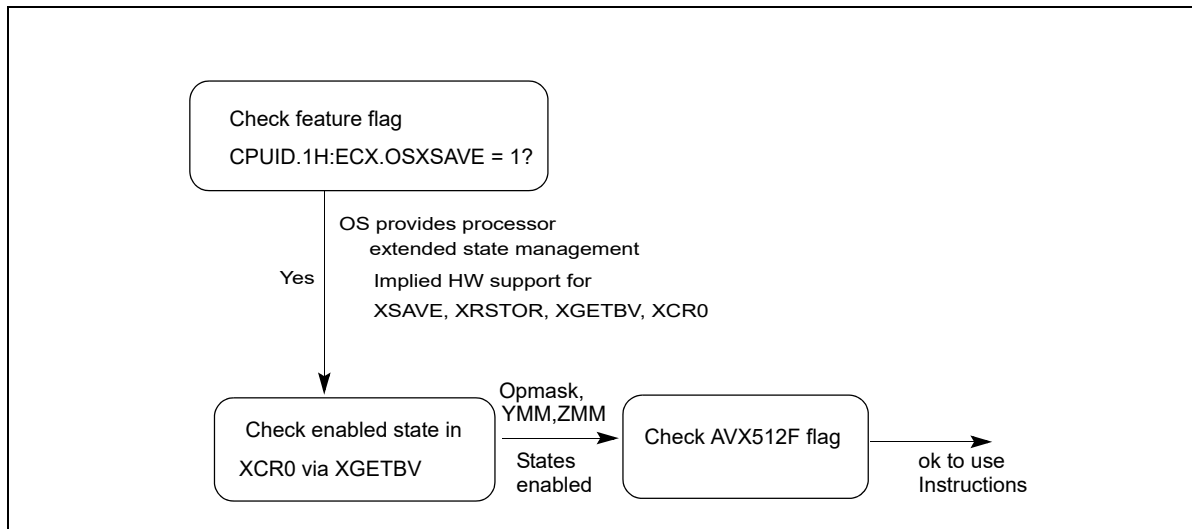 Check feature flag
CPUID.1H:ECX.OSXSAVE = 1?
OS provides processor
extended state management
Yes
Implied HW support for
XSAVE, XRSTOR, XGETBV, XCR0
Check enabled state in
XCR0 via XGETBV
Opmask,
YMM,ZMM
States
enabled
Check AVX512F flag
ok to use
Instructions